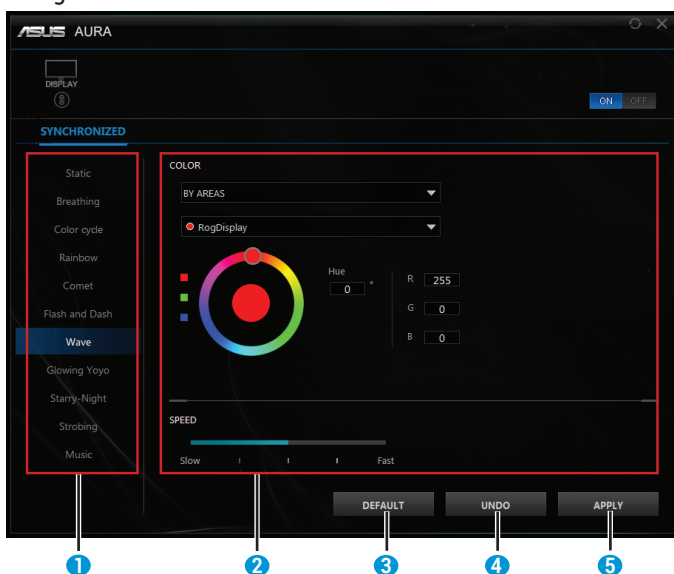 ASUS AURA
DISPLAY
ON OFF
SYNCHRONIZED
Static
Breathing
Color cycle
Rainbow
Comet
Flash and Dash
Wave
Glowing Yoyo
Starry-Night
Strobing
Music
COLOR
BY AREAS
RogDisplay
Hue
0 °
R 255
G 0
B 0
SPEED
Slow Fast
DEFAULT UNDO APPLY
1 2 3 4 5